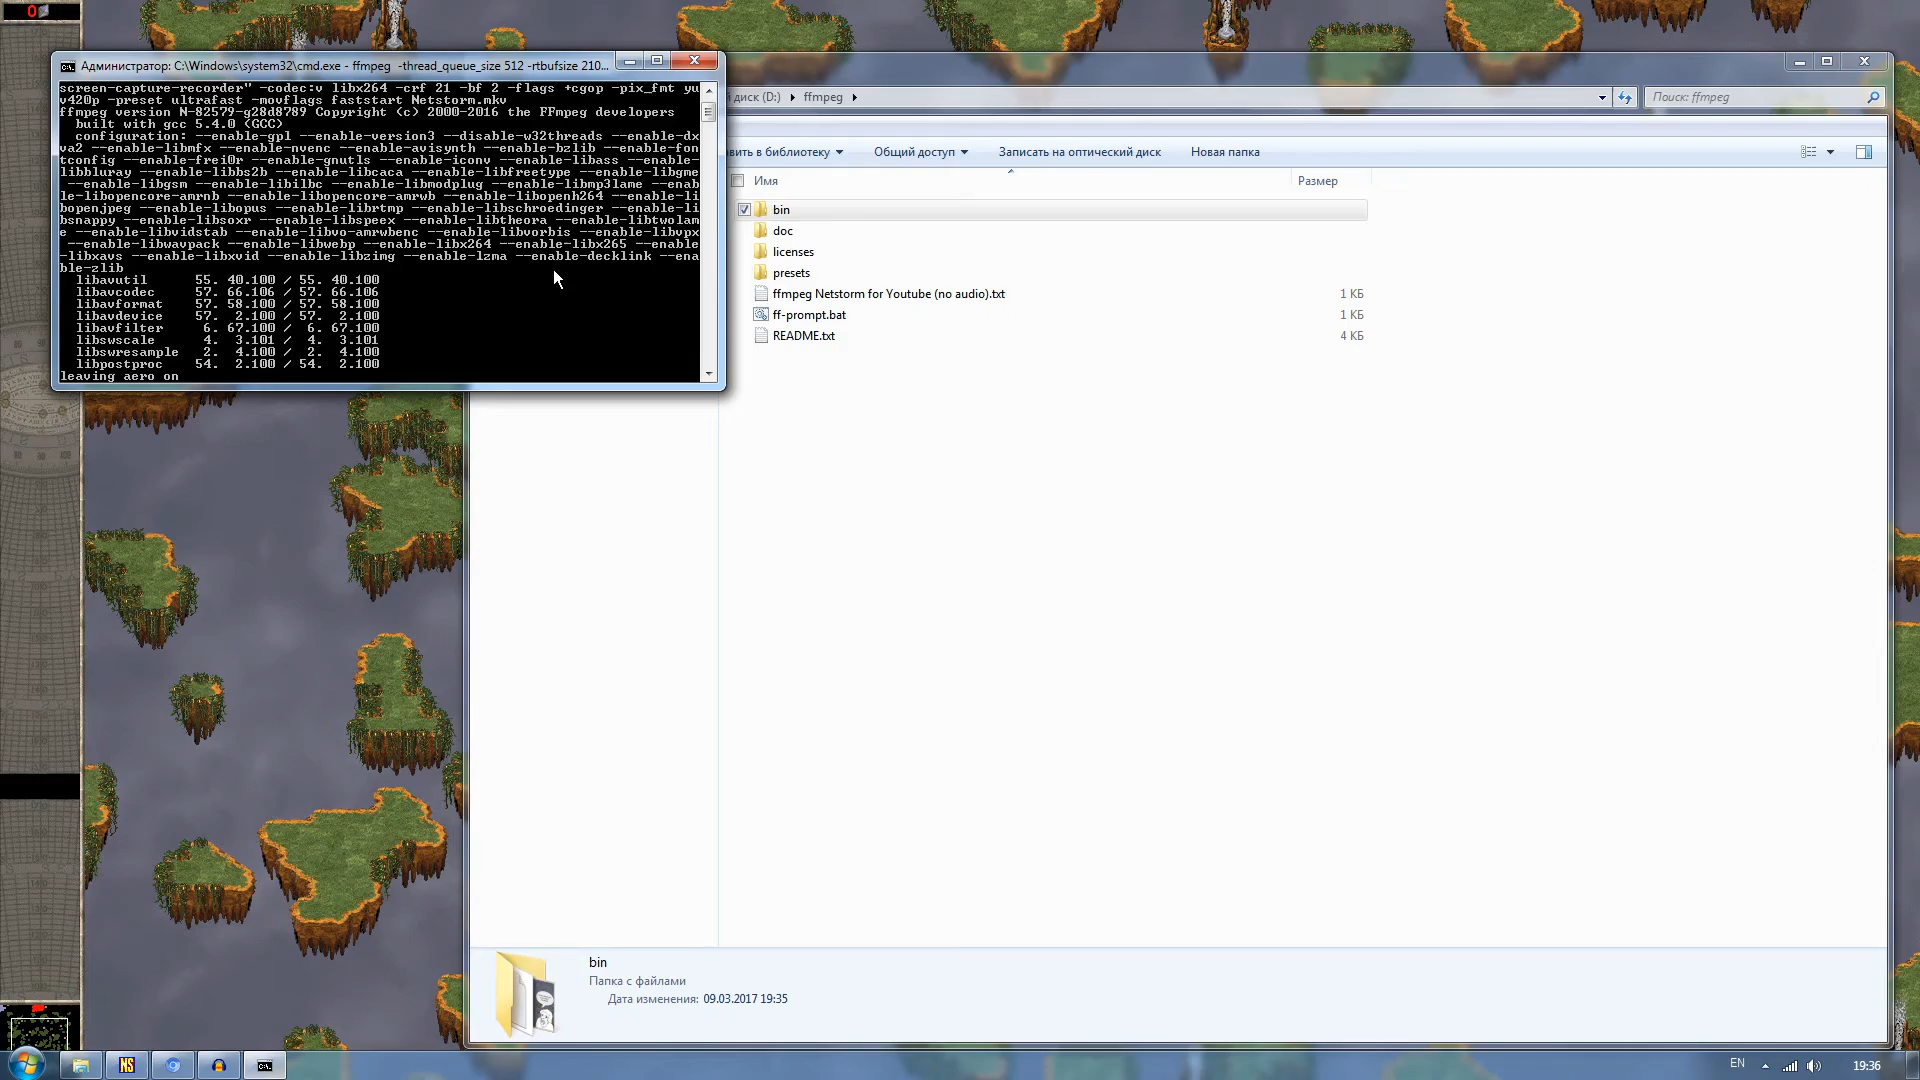 0
Администратор: C:\Windows\system32\cmd.exe - ffmpeg  -thread_queue_size 512 -rtbufsize 210...
screen-capture-recorder" -codec:v libx264 -crf 21 -bf 2 -flags +cgop -pix_fmt yu
v420p -preset ultrafast -movflags faststart Netstorm.mkv
ffmpeg version N-82579-g28d8789 Copyright (c) 2000-2016 the FFmpeg developers
  built with gcc 5.4.0 (GCC)
  configuration: --enable-gpl --enable-version3 --disable-w32threads --enable-dx
va2 --enable-libmfx --enable-nvenc --enable-avisynth --enable-bzlib --enable-fon
tconfig --enable-frei0r --enable-gnutls --enable-iconv --enable-libass --enable-
libbluray --enable-libbs2b --enable-libcaca --enable-libfreetype --enable-libgme
 --enable-libgsm --enable-libilbc --enable-libmodplug --enable-libmp3lame --enab
le-libopencore-amrnb --enable-libopencore-amrwb --enable-libopenh264 --enable-li
bopenjpeg --enable-libopus --enable-librtmp --enable-libschroedinger --enable-li
bsnappy --enable-libsoxr --enable-libspeex --enable-libtheora --enable-libtwolam
e --enable-libvidstab --enable-libvo-amrwbenc --enable-libvorbis --enable-libvpx
 --enable-libwavpack --enable-libwebp --enable-libx264 --enable-libx265 --enable
-libxavs --enable-libxvid --enable-libzimg --enable-lzma --enable-decklink --ena
ble-zlib
  libavutil      55. 40.100 / 55. 40.100
  libavcodec     57. 66.106 / 57. 66.106
  libavformat    57. 58.100 / 57. 58.100
  libavdevice    57.  2.100 / 57.  2.100
  libavfilter     6. 67.100 /  6. 67.100
  libswscale      4.  3.101 /  4.  3.101
  libswresample   2.  4.100 /  2.  4.100
  libpostproc    54.  2.100 / 54.  2.100
leaving aero on
диск (D:) ffmpeg
Поиск: ffmpeg
вить в библиотеку Общий доступ Записать на оптический диск Новая папка
Имя Размер
bin
doc
licenses
presets
ffmpeg Netstorm for Youtube (no audio).txt 1 КБ
ff-prompt.bat 1 КБ
README.txt 4 КБ
bin
Папка с файлами
Дата изменения: 09.03.2017 19:35
NS
EN
19:36